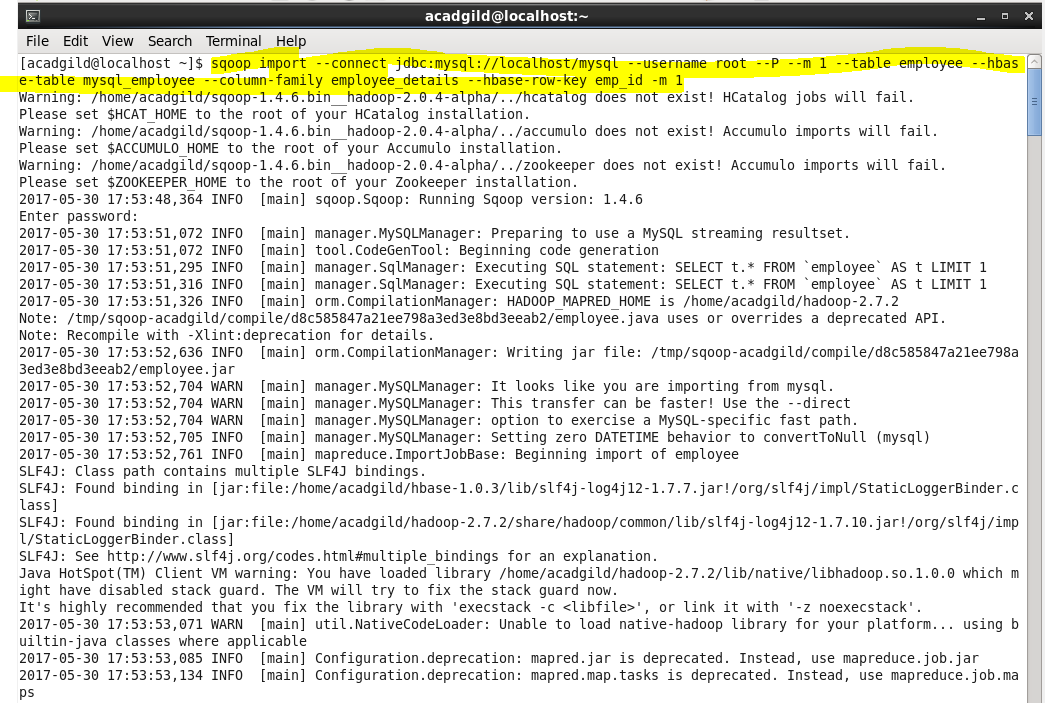 acadgild@localhost:~
File Edit View Search Terminal Help
[acadgild@localhost ~]$ sqoop import --connect jdbc:mysql://localhost/mysql --username root --P --m 1 --table employee --hbas
e-table mysql_employee --column-family employee_details --hbase-row-key emp_id -m 1
Warning: /home/acadgild/sqoop-1.4.6.bin__hadoop-2.0.4-alpha/../hcatalog does not exist! HCatalog jobs will fail.
Please set $HCAT_HOME to the root of your HCatalog installation.
Warning: /home/acadgild/sqoop-1.4.6.bin__hadoop-2.0.4-alpha/../accumulo does not exist! Accumulo imports will fail.
Please set $ACCUMULO_HOME to the root of your Accumulo installation.
Warning: /home/acadgild/sqoop-1.4.6.bin__hadoop-2.0.4-alpha/../zookeeper does not exist! Accumulo imports will fail.
Please set $ZOOKEEPER_HOME to the root of your Zookeeper installation.
2017-05-30 17:53:48,364 INFO  [main] sqoop.Sqoop: Running Sqoop version: 1.4.6
Enter password:
2017-05-30 17:53:51,072 INFO  [main] manager.MySQLManager: Preparing to use a MySQL streaming resultset.
2017-05-30 17:53:51,072 INFO  [main] tool.CodeGenTool: Beginning code generation
2017-05-30 17:53:51,295 INFO  [main] manager.SqlManager: Executing SQL statement: SELECT t.* FROM `employee` AS t LIMIT 1
2017-05-30 17:53:51,316 INFO  [main] manager.SqlManager: Executing SQL statement: SELECT t.* FROM `employee` AS t LIMIT 1
2017-05-30 17:53:51,326 INFO  [main] orm.CompilationManager: HADOOP_MAPRED_HOME is /home/acadgild/hadoop-2.7.2
Note: /tmp/sqoop-acadgild/compile/d8c585847a21ee798a3ed3e8bd3eeab2/employee.java uses or overrides a deprecated API.
Note: Recompile with -Xlint:deprecation for details.
2017-05-30 17:53:52,636 INFO  [main] orm.CompilationManager: Writing jar file: /tmp/sqoop-acadgild/compile/d8c585847a21ee798a
3ed3e8bd3eeab2/employee.jar
2017-05-30 17:53:52,704 WARN  [main] manager.MySQLManager: It looks like you are importing from mysql.
2017-05-30 17:53:52,704 WARN  [main] manager.MySQLManager: This transfer can be faster! Use the --direct
2017-05-30 17:53:52,704 WARN  [main] manager.MySQLManager: option to exercise a MySQL-specific fast path.
2017-05-30 17:53:52,705 INFO  [main] manager.MySQLManager: Setting zero DATETIME behavior to convertToNull (mysql)
2017-05-30 17:53:52,761 INFO  [main] mapreduce.ImportJobBase: Beginning import of employee
SLF4J: Class path contains multiple SLF4J bindings.
SLF4J: Found binding in [jar:file:/home/acadgild/hbase-1.0.3/lib/slf4j-log4j12-1.7.7.jar!/org/slf4j/impl/StaticLoggerBinder.c
lass]
SLF4J: Found binding in [jar:file:/home/acadgild/hadoop-2.7.2/share/hadoop/common/lib/slf4j-log4j12-1.7.10.jar!/org/slf4j/imp
l/StaticLoggerBinder.class]
SLF4J: See http://www.slf4j.org/codes.html#multiple_bindings for an explanation.
Java HotSpot(TM) Client VM warning: You have loaded library /home/acadgild/hadoop-2.7.2/lib/native/libhadoop.so.1.0.0 which m
ight have disabled stack guard. The VM will try to fix the stack guard now.
It's highly recommended that you fix the library with 'execstack -c <libfile>', or link it with '-z noexecstack'.
2017-05-30 17:53:53,071 WARN  [main] util.NativeCodeLoader: Unable to load native-hadoop library for your platform... using b
uiltin-java classes where applicable
2017-05-30 17:53:53,085 INFO  [main] Configuration.deprecation: mapred.jar is deprecated. Instead, use mapreduce.job.jar
2017-05-30 17:53:53,134 INFO  [main] Configuration.deprecation: mapred.map.tasks is deprecated. Instead, use mapreduce.job.ma
ps